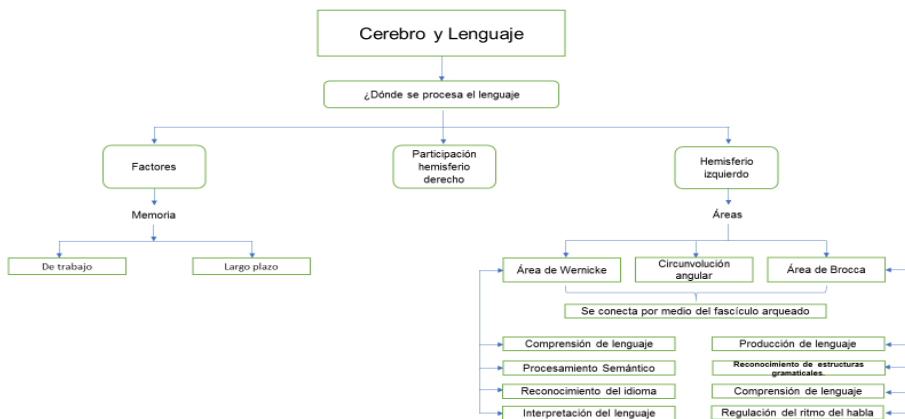 Cerebro y Lenguaje
¿Dónde se procesa el lenguaje
Factores
Participación
hemisferio
derecho
Hemisferio
izquierdo
Memoria
Áreas
De trabajo
Largo plazo
Área de Wernicke
Circunvolución
angular
Área de Brocca
Se conecta por medio del fascículo arqueado
Comprensión de lenguaje
Producción de lenguaje
Procesamiento Semántico
Reconocimiento de estructuras
gramaticales.
Reconocimiento del idioma
Comprensión de lenguaje
Interpretación del lenguaje
Regulación del ritmo del habla